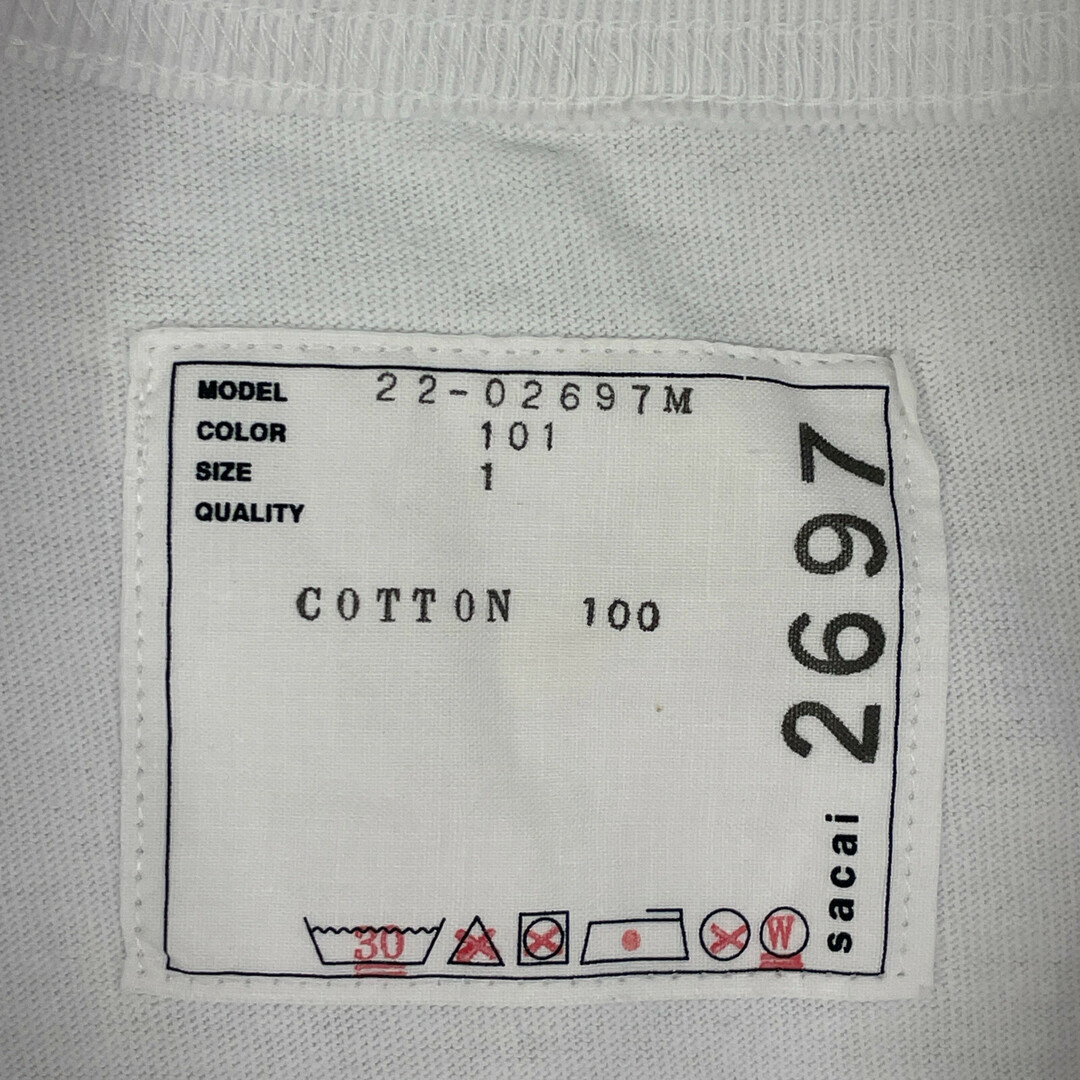 MODEL 22-02697M
COLOR 101
SIZE 1
QUALITY
COTTON 100
30
W
sacai 2697